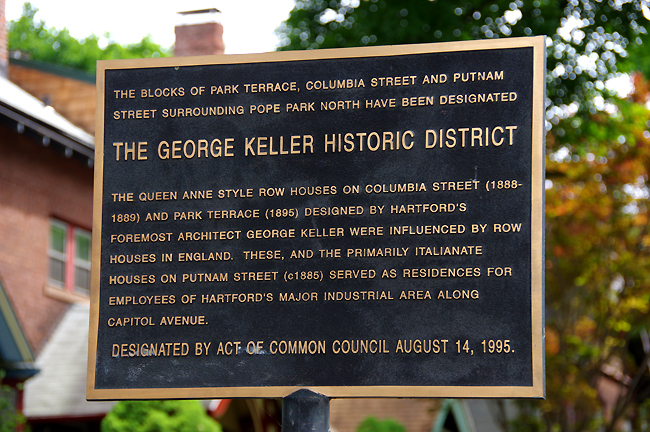 THE BLOCKS OF PARK TERRACE, COLUMBIA STREET AND PUTNAM
STREET SURROUNDING POPE PARK NORTH HAVE BEEN DESIGNATED
THE GEORGE KELLER HISTORIC DISTRICT
THE QUEEN ANNE STYLE ROW HOUSES ON COLUMBIA STREET (1888-
1889) AND PARK TERRACE (1895) DESIGNED BY HARTFORD'S
FOREMOST ARCHITECT GEORGE KELLER WERE INFLUENCED BY ROW
HOUSES IN ENGLAND. THESE, AND THE PRIMARILY ITALIANATE
HOUSES ON PUTNAM STREET (c1885) SERVED AS RESIDENCES FOR
EMPLOYEES OF HARTFORD'S MAJOR INDUSTRIAL AREA ALONG
CAPITOL AVENUE.
DESIGNATED BY ACT OF COMMON COUNCIL AUGUST 14, 1995.